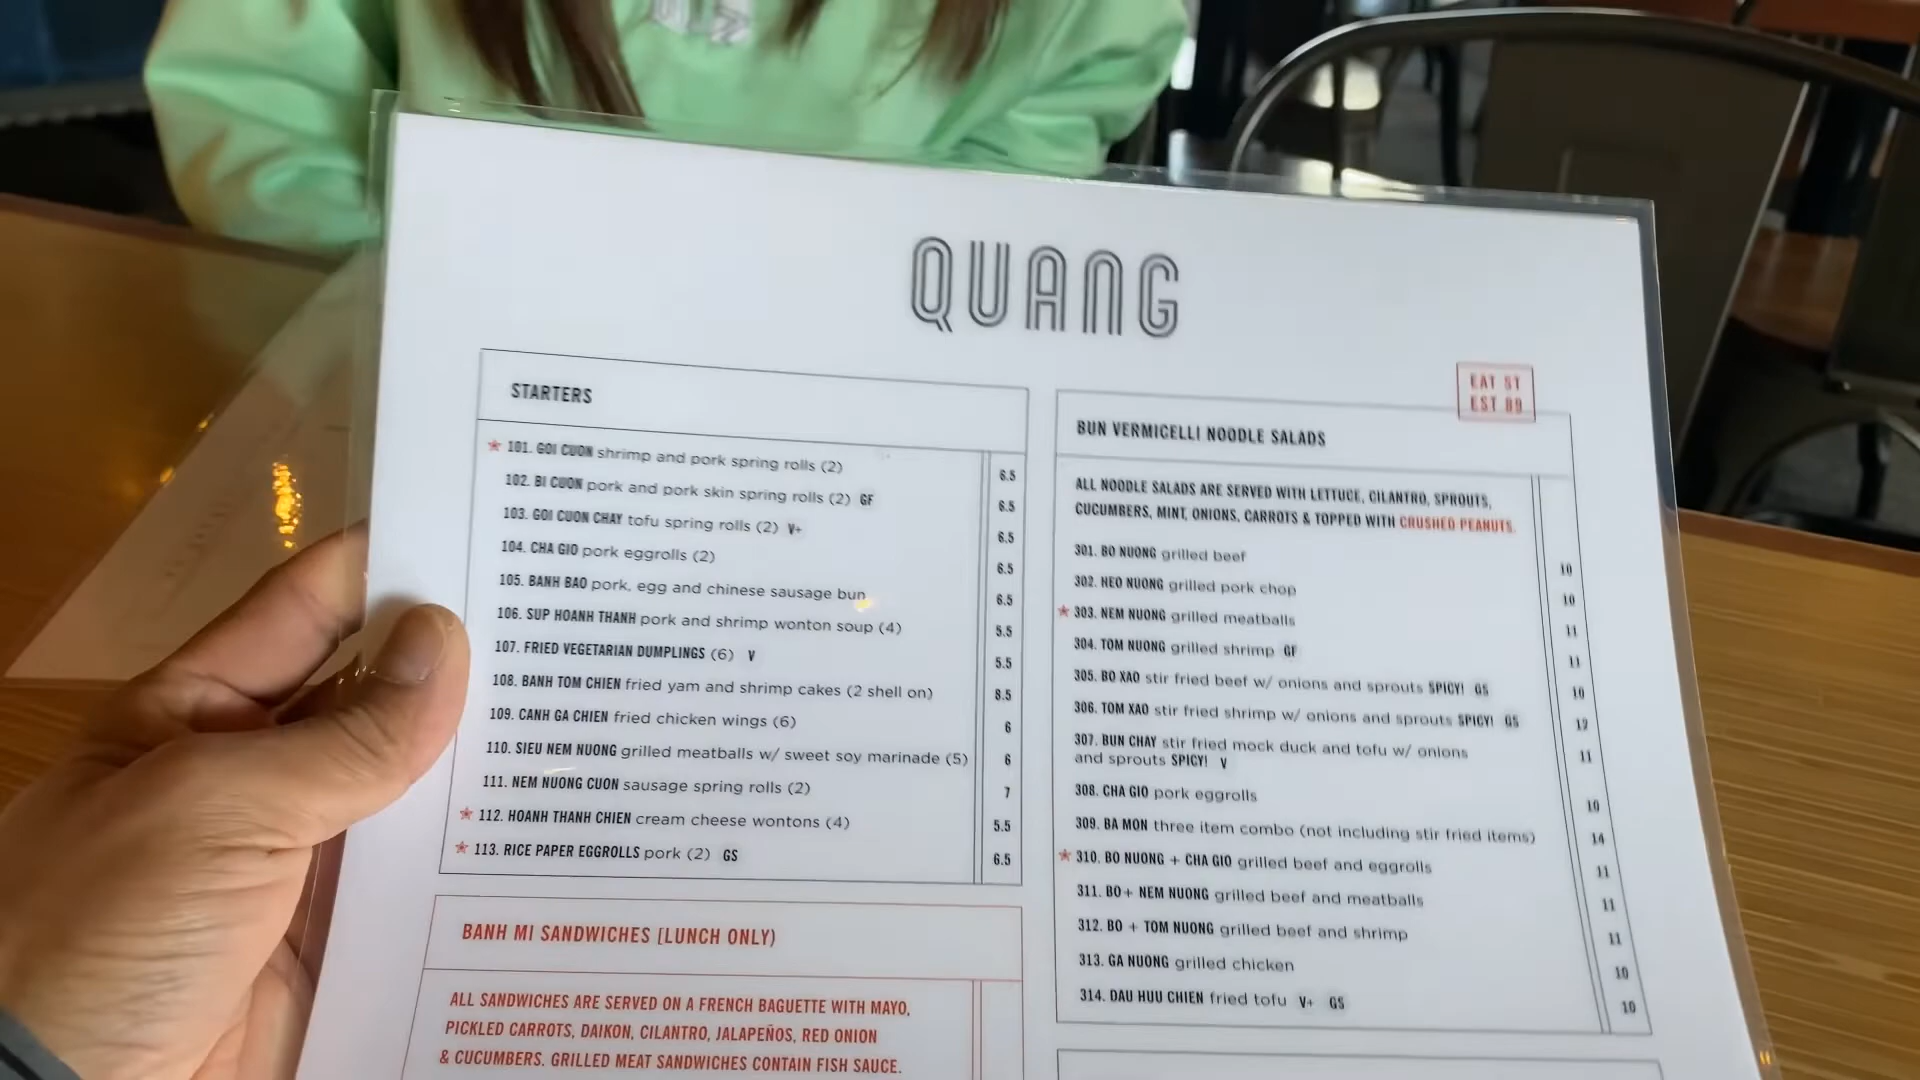 QUANG
STARTERS
101. GOI CUON shrimp and pork spring rolls (2) 6.5
102. BI CUON pork and pork skin spring rolls (2) GF 6.5
103. GOI CUON CHAY tofu spring rolls (2) V+ 6.5
104. CHA GIO pork eggrolls (2) 6.5
105. BANH BAO pork, egg and chinese sausage bun 6.5
106. SUP HOANH THANH pork and shrimp wonton soup (4) 5.5
107. FRIED VEGETARIAN DUMPLINGS (6) V 5.5
108. BANH TOM CHIEN fried yam and shrimp cakes (2 shell on) 8.5
109. CANH GA CHIEN fried chicken wings (6) 6
110. SIEU NEM NUONG grilled meatballs w/ sweet soy marinade (5) 6
111. NEM NUONG CUON sausage spring rolls (2) 7
112. HOANH THANH CHIEN cream cheese wontons (4) 5.5
113. RICE PAPER EGGROLLS pork (2) GS 6.5
BANH MI SANDWICHES [LUNCH ONLY)
ALL SANDWICHES ARE SERVED ON A FRENCH BAGUETTE WITH MAYO,
PICKLED CARROTS, DAIKON, CILANTRO, JALAPEÑOS, RED ONION
& CUCUMBERS. GRILLED MEAT SANDWICHES CONTAIN FISH SAUCE.
EAT ST
EST 89
BUN VERMICELLI NOODLE SALADS
ALL NOODLE SALADS ARE SERVED WITH LETTUCE, CILANTRO, SPROUTS,
CUCUMBERS, MINT, ONIONS, CARROTS & TOPPED WITH CRUSHED PEANUTS.
301. BO NUONG grilled beef 10
302. HEO NUONG grilled pork chop 10
303. NEM NUONG grilled meatballs 11
304. TOM NUONG grilled shrimp GF 11
305. BO XAO stir fried beef w/ onions and sprouts SPICY! GS 10
306. TOM XAO stir fried shrimp w/ onions and sprouts SPICY! GS 12
307. BUN CHAY stir fried mock duck and tofu w/ onions 11
and sprouts SPICY! V
308. CHA GIO pork eggrolls 10
309. BA MON three item combo (not including stir fried items) 14
310. BO NUONG + CHA GIO grilled beef and eggrolls 11
311. BO + NEM NUONG grilled beef and meatballs 11
312. BO + TOM NUONG grilled beef and shrimp 11
313. GA NUONG grilled chicken 10
314. DAU HUU CHIEN fried tofu V+ GS 10